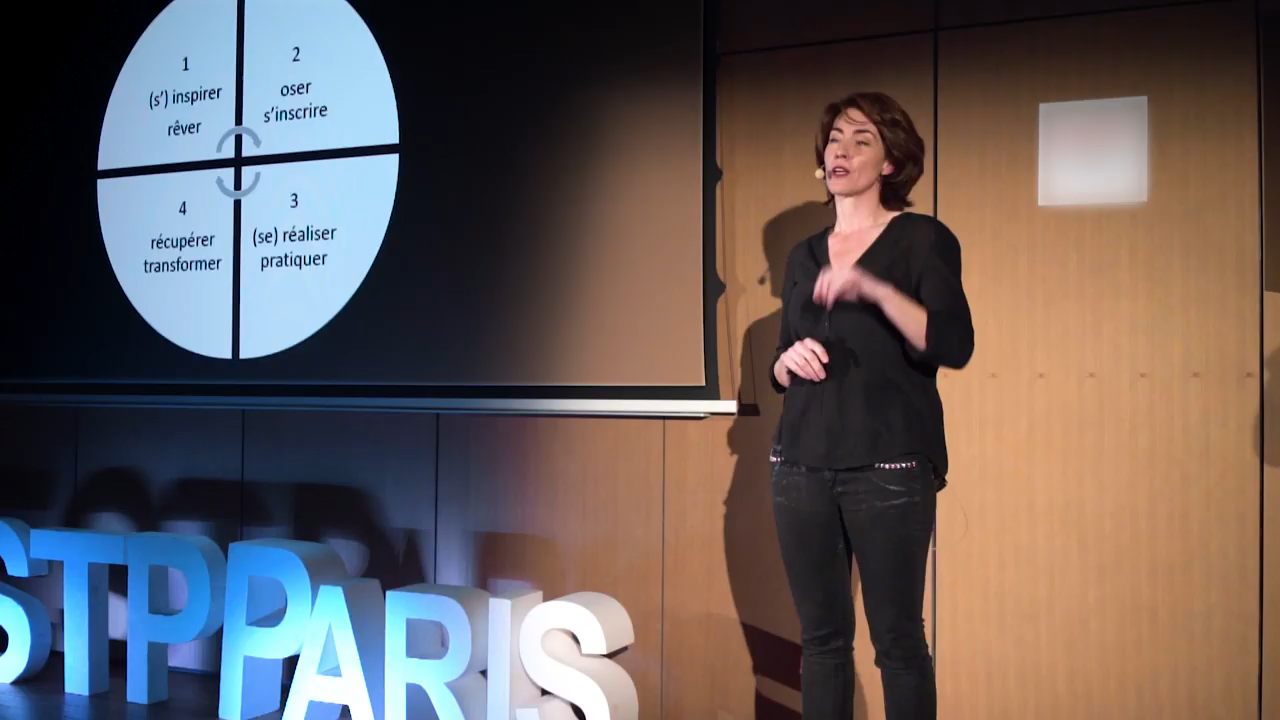 1
(s') inspirer
rêver
2
oser
s'inscrire
4
récupérer
transformer
3
(se) réaliser
pratiquer
STPPARIS